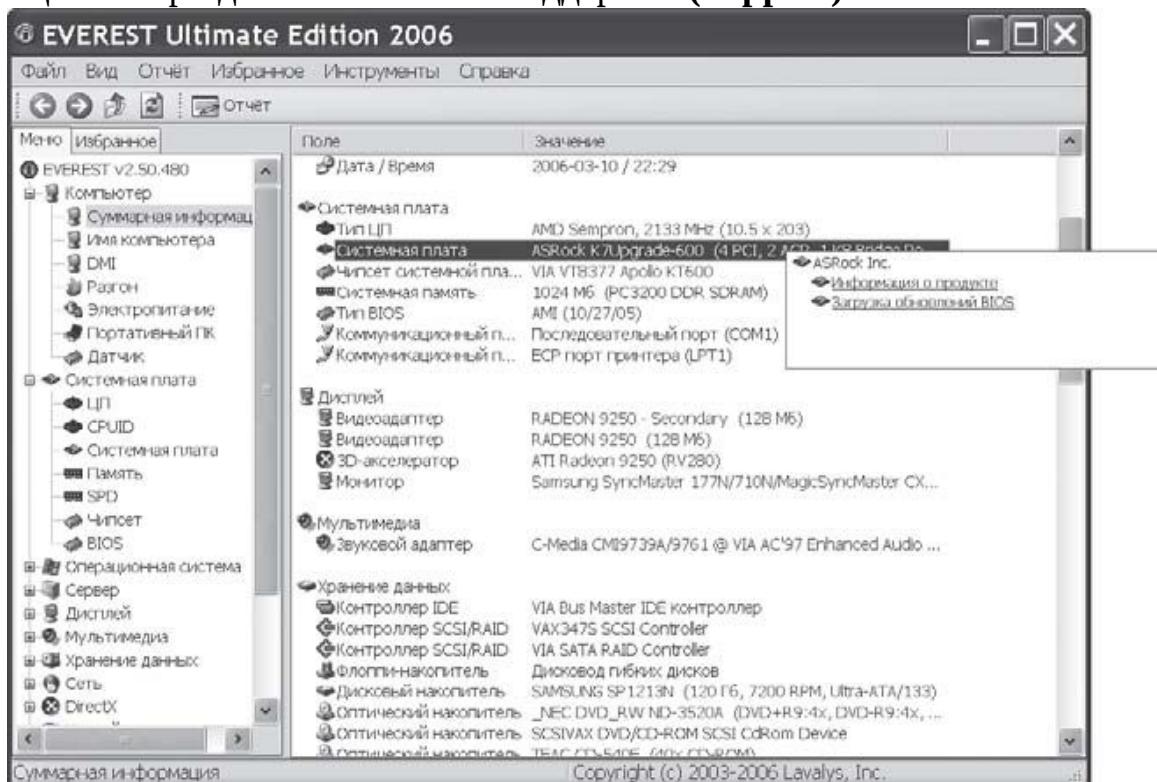 EVEREST Ultimate Edition 2006
Файл Вид Отчёт Избранное Инструменты Справка
Отчёт
Меню Избранное
EVEREST v2.50.480
Компьютер
Суммарная информац
Имя компьютера
DMI
Разгон
Электропитание
Портативный ПК
Датчик
Системная плата
ЦП
CPUID
Системная плата
Память
SPD
Чипсет
BIOS
Операционная система
Сервер
Дисплей
Мультимедиа
Хранение данных
Сеть
DirectX
Поле Значение
Дата / Время 2006-03-10 / 22:29
Системная плата
Тип ЦП AMD Sempron, 2133 MHz (10.5 x 203)
Системная плата ASRock K7Upgrade-600 (4 PCI, 2
Чипсет системной пла... VIA VT8377 Apollo KT600
Системная память 1024 Мб (PC3200 DDR SDRAM)
Тип BIOS AMI (10/27/05)
Коммуникационный п... Последовательный порт (COM1)
Коммуникационный п... ECP порт принтера (LPT1)
ASRock Inc.
Информация о продукте
Загрузка обновлений BIOS
Дисплей
Видеоадаптер RADEON 9250 - Secondary (128 Мб)
Видеоадаптер RADEON 9250 (128 Мб)
3D-акселератор ATI Radeon 9250 (RV280)
Монитор Samsung SyncMaster 177N/710N/MagicSyncMaster CX...
Мультимедиа
Звуковой адаптер C-Media CMI9739A/9761 @ VIA AC'97 Enhanced Audio ...
Хранение данных
Контроллер IDE VIA Bus Master IDE контроллер
Контроллер SCSI/RAID VAX347S SCSI Controller
Контроллер SCSI/RAID VIA SATA RAID Controller
Флоппи-накопитель Дисковод гибких дисков
Дисковый накопитель SAMSUNG SP1213N (120 Гб, 7200 RPM, Ultra-ATA/133)
Оптический накопитель _NEC DVD_RW ND-3520A (DVD+R9:4x, DVD-R9:4x, ...
Оптический накопитель SCSIVAX DVD/CD-ROM SCSI CdRom Device
Оптический накопитель TEAC CD-540E (40x CD-ROM)
Суммарная информация Copyright (c) 2003-2006 Lavalys, Inc.